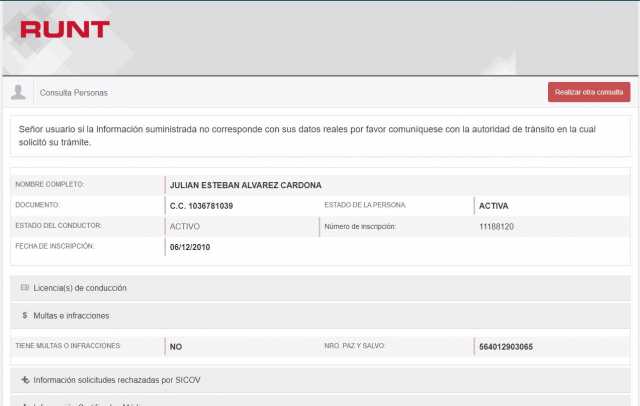 RUNT
Consulta Personas
Realizar otra consulta
Señor usuario si la Información suministrada no corresponde con sus datos reales por favor comuníquese con la autoridad de tránsito en la cual
solicitó su trámite.
NOMBRE COMPLETO: JULIAN ESTEBAN ALVAREZ CARDONA
DOCUMENTO: C.C. 1036781039 ESTADO DE LA PERSONA: ACTIVA
ESTADO DEL CONDUCTOR: ACTIVO Número de inscripción: 11188120
FECHA DE INSCRIPCIÓN: 06/12/2010
Licencia(s) de conducción
$ Multas e infracciones
TIENE MULTAS O INFRACCIONES: NO NRO. PAZ Y SALVO: 564012903065
Información solicitudes rechazadas por SICOV